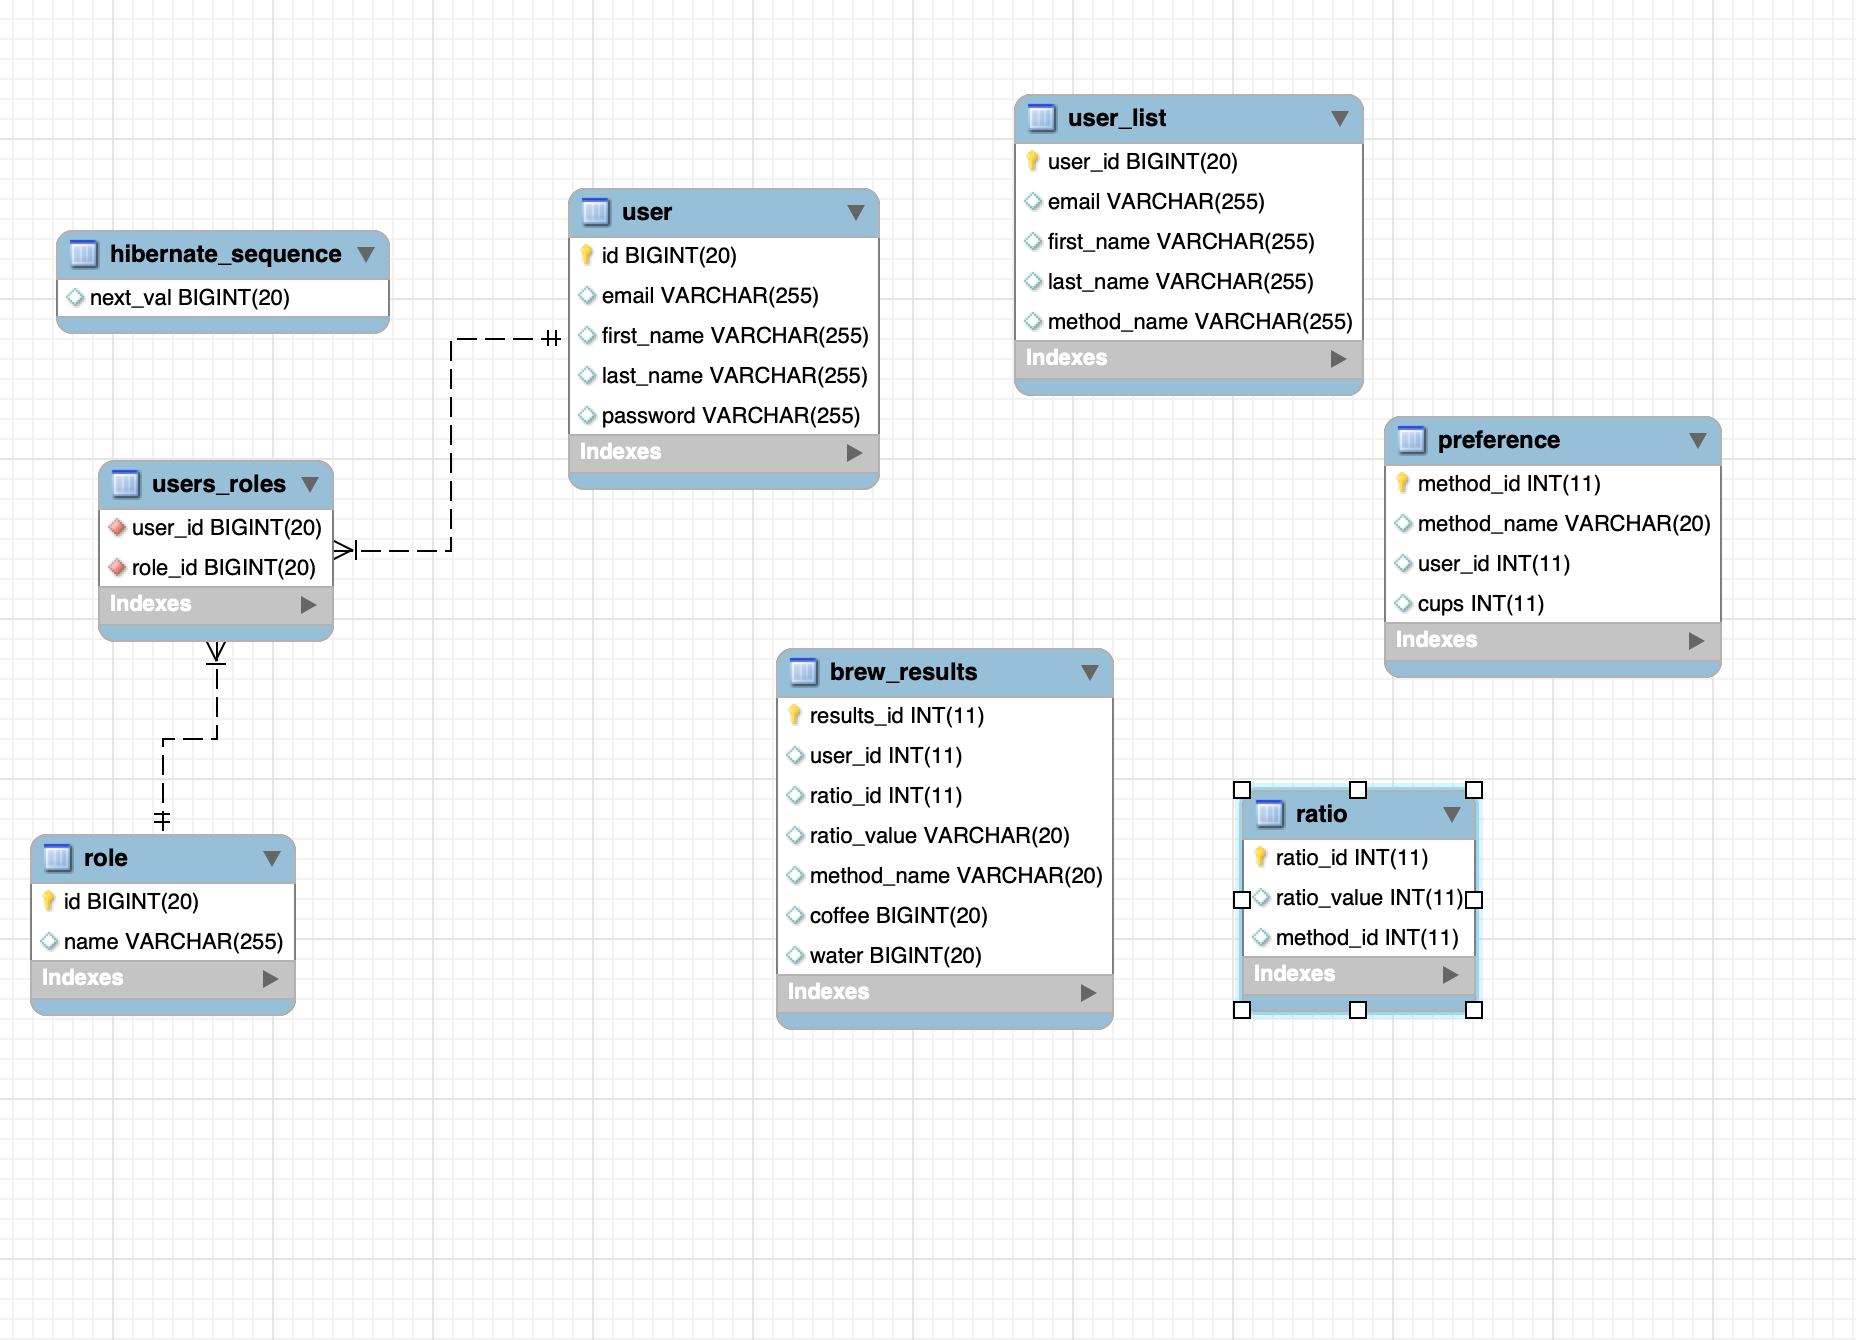 hibernate_sequence
next_val BIGINT(20)
users_roles
user_id BIGINT(20)
role_id BIGINT(20)
Indexes
role
id BIGINT(20)
name VARCHAR(255)
Indexes
user
id BIGINT(20)
email VARCHAR(255)
first_name VARCHAR(255)
last_name VARCHAR(255)
password VARCHAR(255)
Indexes
user_list
user_id BIGINT(20)
email VARCHAR(255)
first_name VARCHAR(255)
last_name VARCHAR(255)
method_name VARCHAR(255)
Indexes
brew_results
results_id INT(11)
user_id INT(11)
ratio_id INT(11)
ratio_value VARCHAR(20)
method_name VARCHAR(20)
coffee BIGINT(20)
water BIGINT(20)
Indexes
preference
method_id INT(11)
method_name VARCHAR(20)
user_id INT(11)
cups INT(11)
Indexes
ratio
ratio_id INT(11)
ratio_value INT(11)
method_id INT(11)
Indexes